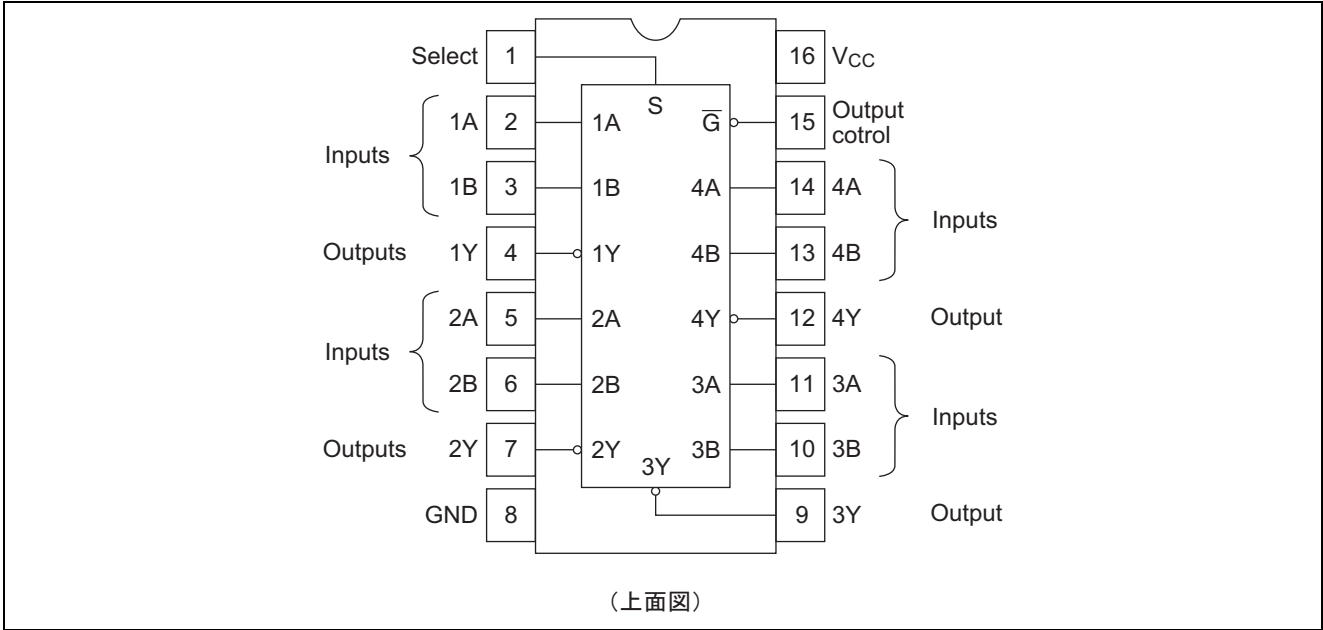 Select 1
16 VCC
S
Inputs
1A 2 1A
G̅ 15 Output cotrol
1B 3 1B
4A 14 4A
Inputs
Outputs 1Y 4 1Y
4B 13 4B
Inputs
2A 5 2A
4Y 12 4Y Output
2B 6 2B
3A 11 3A
Inputs
Outputs 2Y 7 2Y
3B 10 3B
3Y
GND 8
9 3Y Output
(上面図)